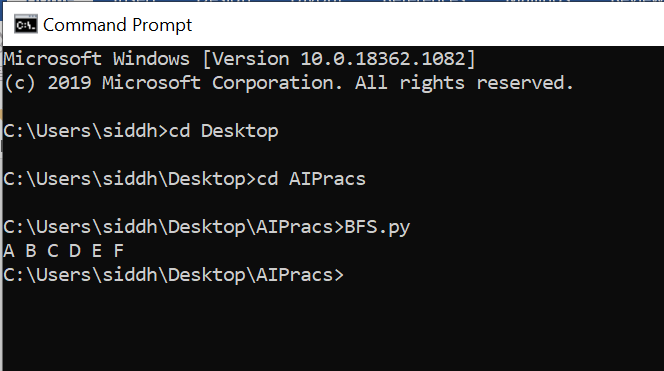 Command Prompt
Microsoft Windows [Version 10.0.18362.1082]
(c) 2019 Microsoft Corporation. All rights reserved.
C:\Users\siddh>cd Desktop
C:\Users\siddh\Desktop>cd AIPracs
C:\Users\siddh\Desktop\AIPracs>BFS.py
A B C D E F
C:\Users\siddh\Desktop\AIPracs>